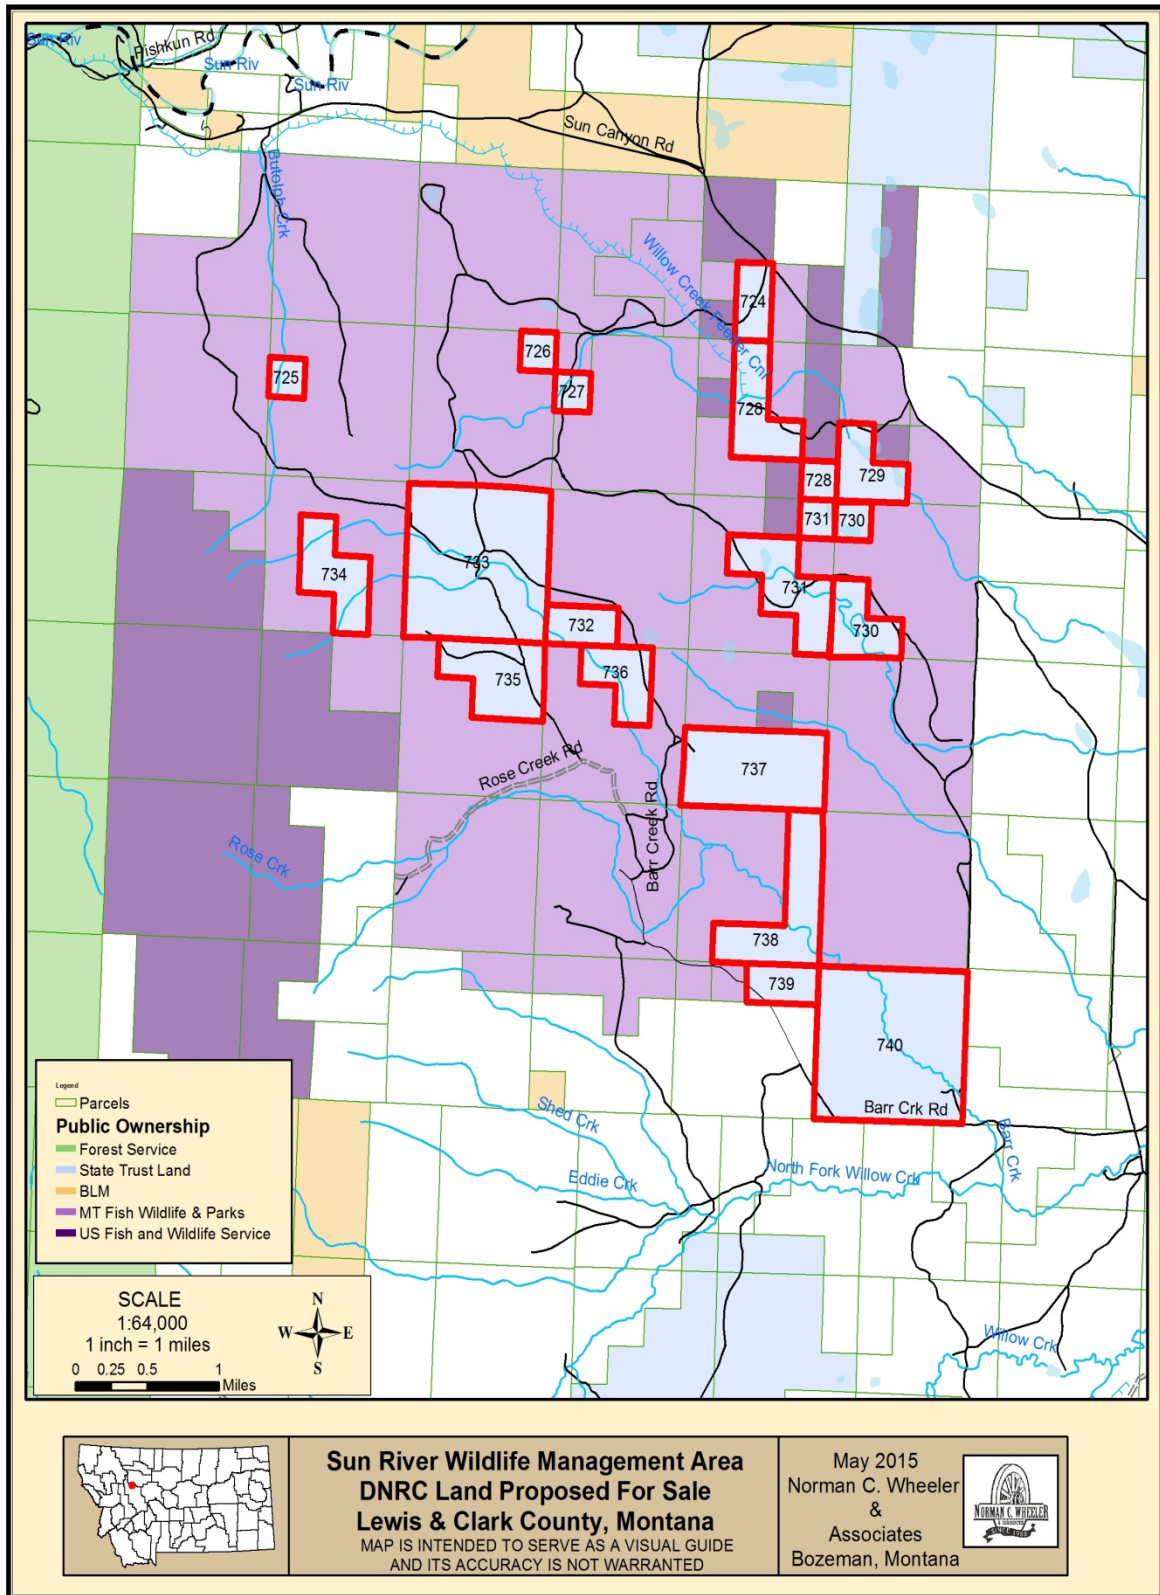 Sun Riv
Pishkun Rd
Sun Riv
Sun Riv
Sun Canyon Rd
Butolph Crk
Willow Creek Feeder Cnl
724
726
725
727
728
729
728
731
730
733
734
731
732
730
736
735
737
Rose Creek Rd
Barr Creek Rd
Rose Crk
738
739
740
Barr Crk Rd
Shed Crk
Barr Crk
North Fork Willow Crk
Eddie Crk
Willow Crk
Legend
Parcels
Public Ownership
Forest Service
State Trust Land
BLM
MT Fish Wildlife & Parks
US Fish and Wildlife Service
SCALE
1:64,000
1 inch = 1 miles
0 0.25 0.5 1
Miles
N
W E
S
Sun River Wildlife Management Area
DNRC Land Proposed For Sale
Lewis & Clark County, Montana
MAP IS INTENDED TO SERVE AS A VISUAL GUIDE
AND ITS ACCURACY IS NOT WARRANTED
May 2015
Norman C. Wheeler
&
Associates
Bozeman, Montana
NORMAN C. WHEELER
& ASSOCIATES